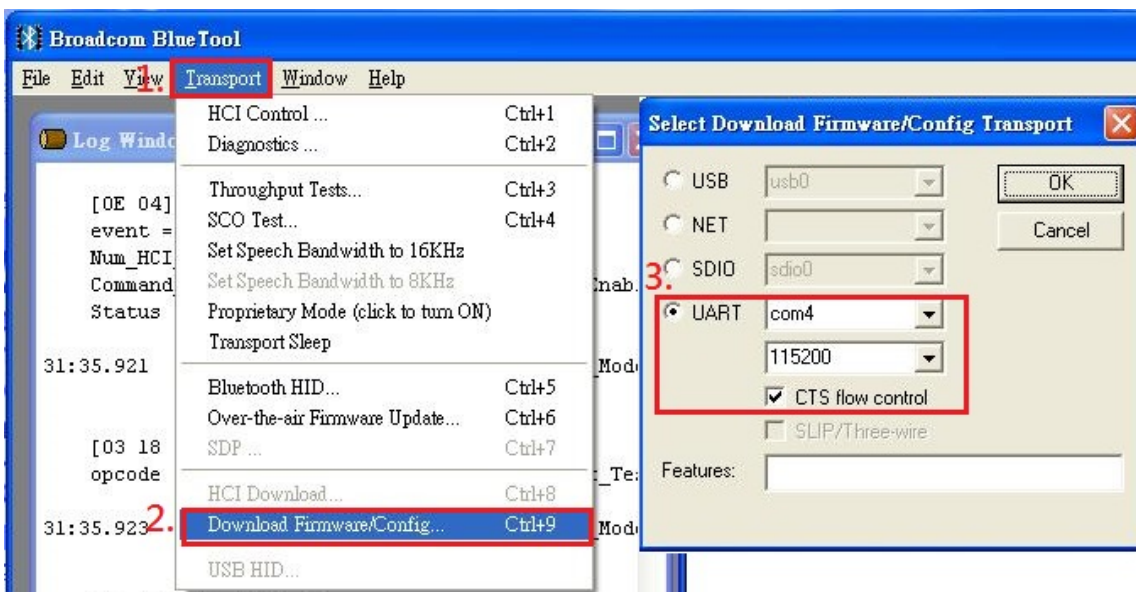 Broadcom BlueTool
File Edit View Transport Window Help
1.
HCI Control ... Ctrl+1
Diagnostics ... Ctrl+2
Throughput Tests... Ctrl+3
SCO Test... Ctrl+4
Set Speech Bandwidth to 16KHz
Set Speech Bandwidth to 8KHz
Proprietary Mode (click to turn ON)
Transport Sleep
Bluetooth HID... Ctrl+5
Over-the-air Firmware Update... Ctrl+6
SDP ... Ctrl+7
HCI Download... Ctrl+8
2. Download Firmware/Config... Ctrl+9
USB HID...
Log Windo
[0E 04]
event =
Num_HCI
Command
Status
31:35.921
[03 18
opcode
31:35.923
Enab.
_Mod
_Te
_Mod
Select Download Firmware/Config Transport
USB usb0 OK
NET Cancel
SDIO sdio0
3.
UART com4
115200
CTS flow control
SLIP/Three-wire
Features: